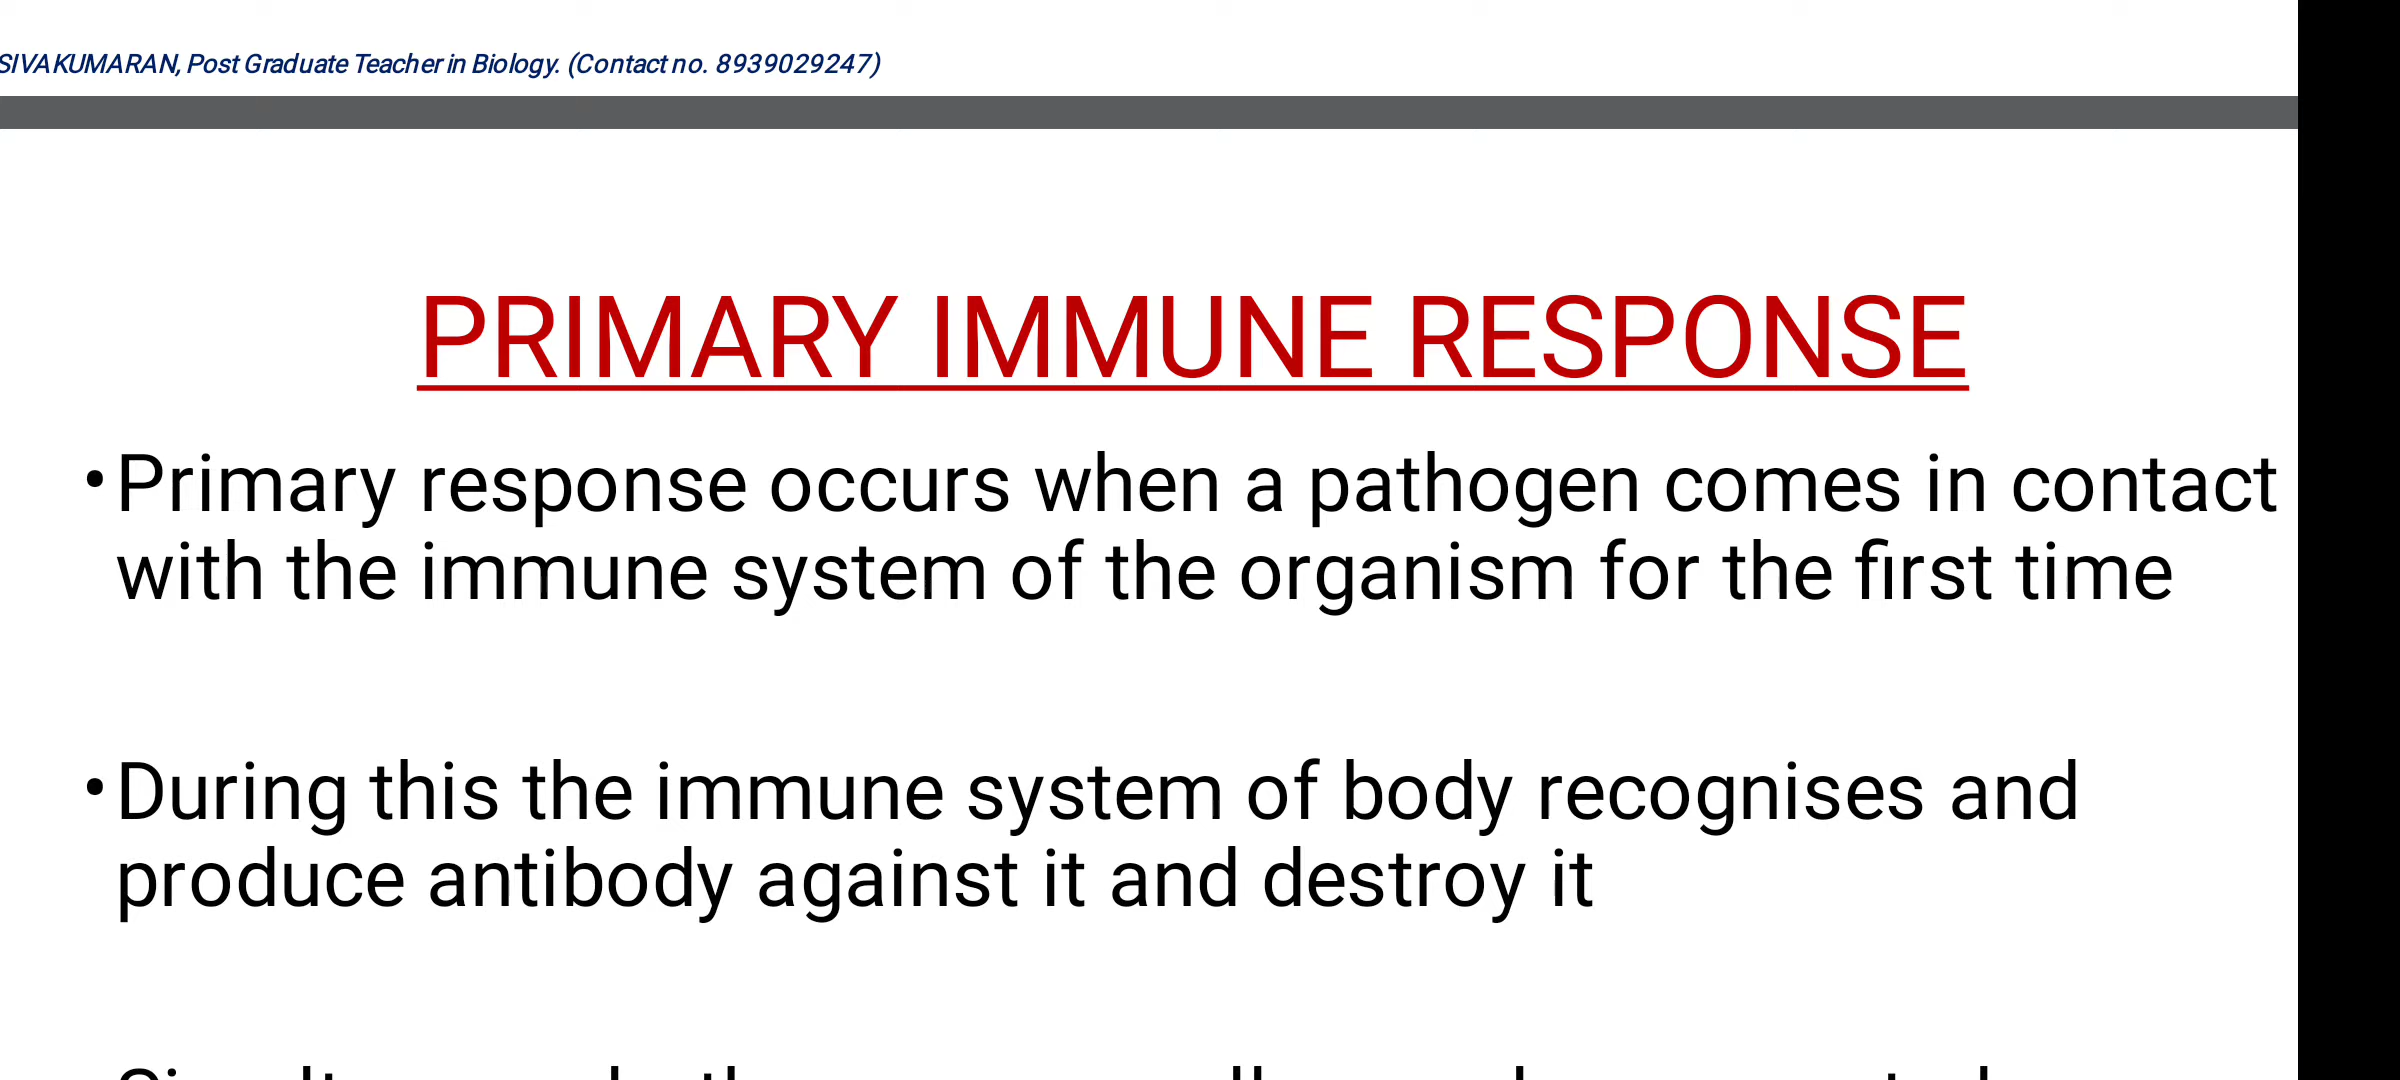 SIVAKUMARAN, Post Graduate Teacher in Biology. (Contact no. 8939029247)
PRIMARY IMMUNE RESPONSE
•Primary response occurs when a pathogen comes in contact
with the immune system of the organism for the first time
•During this the immune system of body recognises and
produce antibody against it and destroy it